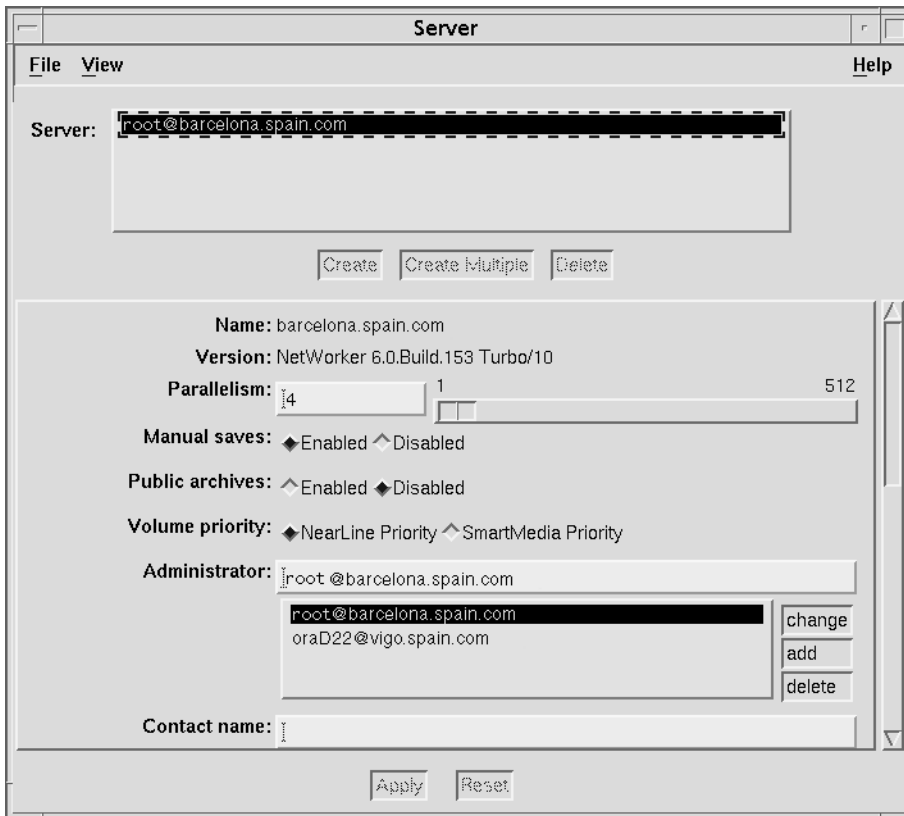 Server
File View Help
Server: root@barcelona.spain.com
Create Create Multiple Delete
Name: barcelona.spain.com
Version: NetWorker 6.0.Build.153 Turbo/10
Parallelism: 4 1 512
Manual saves: Enabled Disabled
Public archives: Enabled Disabled
Volume priority: NearLine Priority SmartMedia Priority
Administrator: root @barcelona.spain.com
root@barcelona.spain.com change
oraD22@vigo.spain.com add
delete
Contact name:
Apply Reset